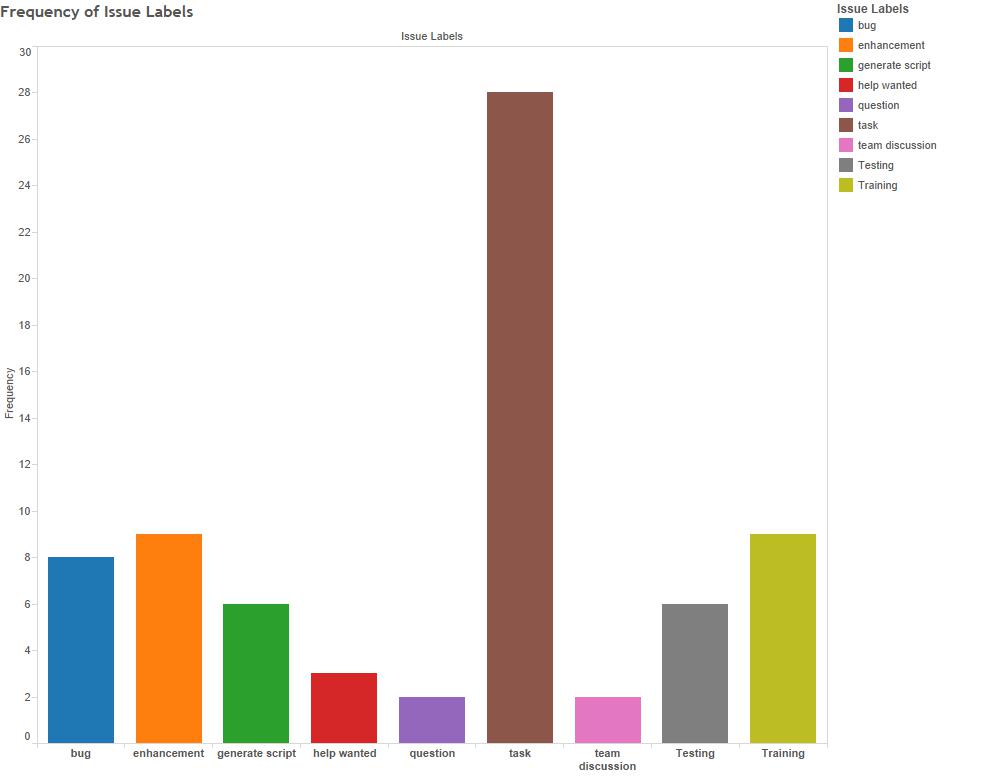 Frequency of Issue Labels
Issue Labels
30
28
26
24
22
20
18
16
14
12
10
8
6
4
2
0
Frequency
bug
enhancement
generate script
help wanted
question
task
team
discussion
Testing
Training
Issue Labels
bug
enhancement
generate script
help wanted
question
task
team discussion
Testing
Training